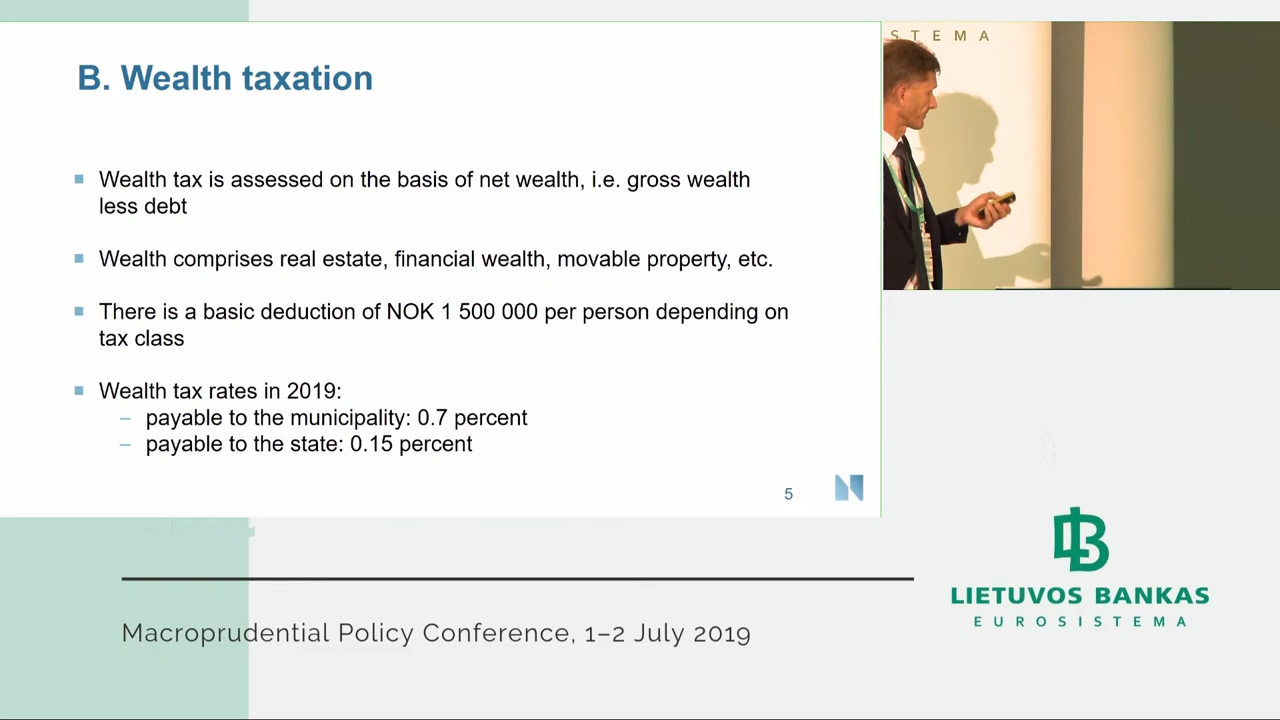 B. Wealth taxation
Wealth tax is assessed on the basis of net wealth, i.e. gross wealth
less debt
Wealth comprises real estate, financial wealth, movable property, etc.
There is a basic deduction of NOK 1 500 000 per person depending on
tax class
Wealth tax rates in 2019:
– payable to the municipality: 0.7 percent
– payable to the state: 0.15 percent
5
STEMA
LIETUVOS BANKAS
EUROSISTEMA
Macroprudential Policy Conference, 1–2 July 2019